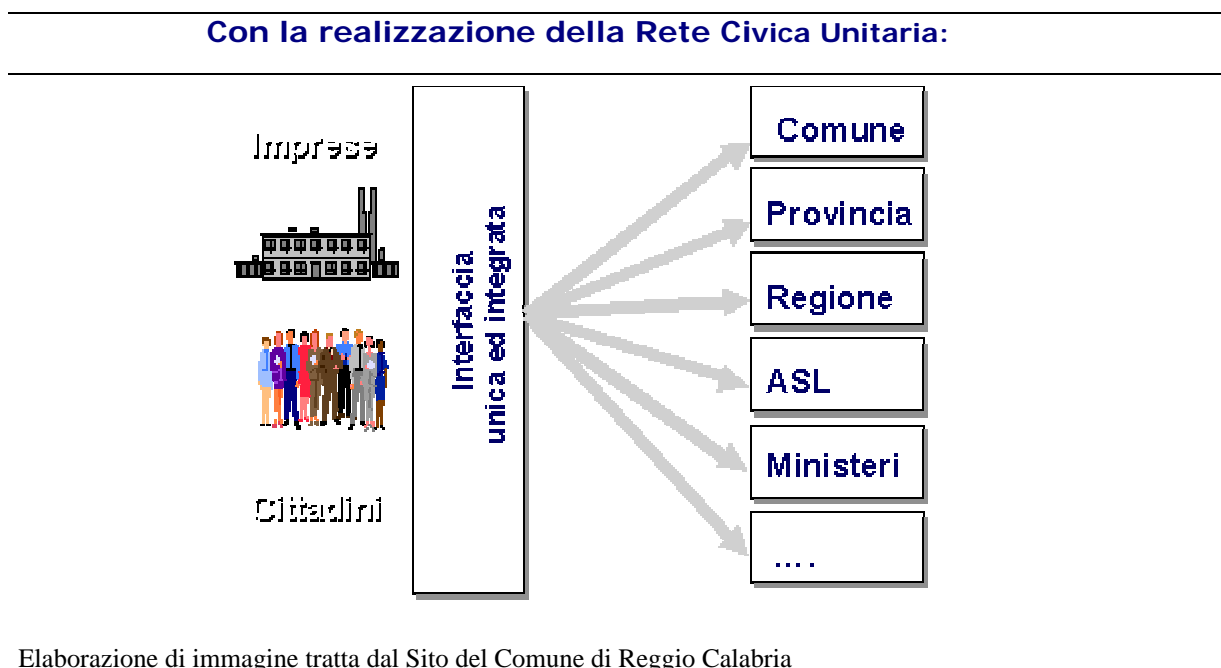 Con la realizzazione della Rete Civica Unitaria:
Imprese
Cittadini
Interfaccia
unica ed integrata
Comune
Provincia
Regione
ASL
Ministeri
....
Elaborazione di immagine tratta dal Sito del Comune di Reggio Calabria